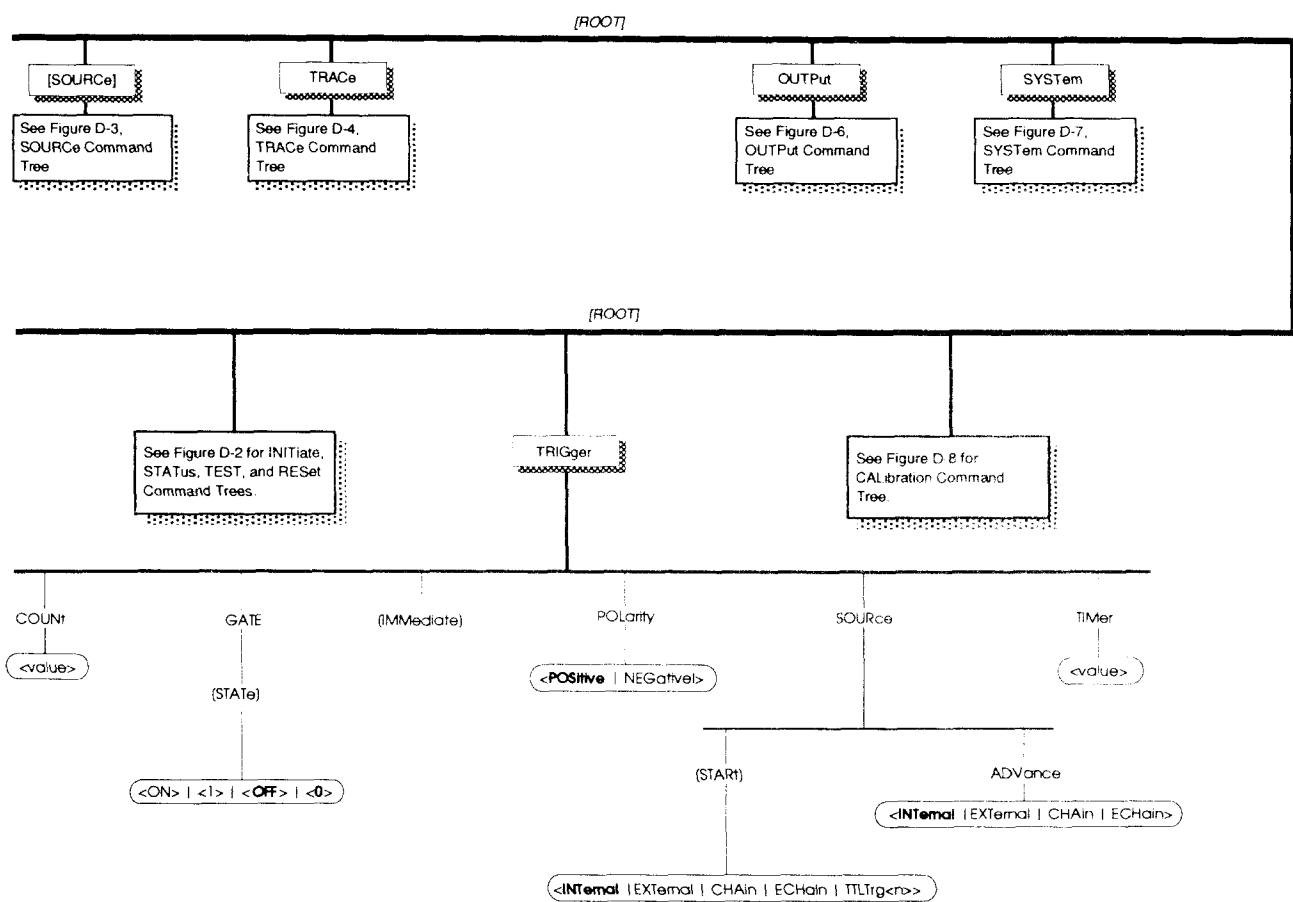 [ROOT]
[SOURCe]
TRACe
OUTPut
SYSTem
See Figure D-3,
SOURCe Command
Tree
See Figure D-4,
TRACe Command
Tree
See Figure D-6,
OUTPut Command
Tree
See Figure D-7,
SYSTem Command
Tree
[ROOT]
See Figure D-2 for INITiate,
STATus, TEST, and RESet
Command Trees.
TRIGger
See Figure D-8 for
CALibration Command
Tree.
COUNt
GATE
(IMMediate)
POLarity
SOURce
TIMer
<value>
<POSitive | NEGativel>
<value>
(STATe)
(STARt)
ADVance
<ON> | <1> | <OFF> | <0>
<INTernal | EXTernal | CHAin | ECHain>
<INTernal | EXTernal | CHAin | ECHain | TTLTrg<n>>